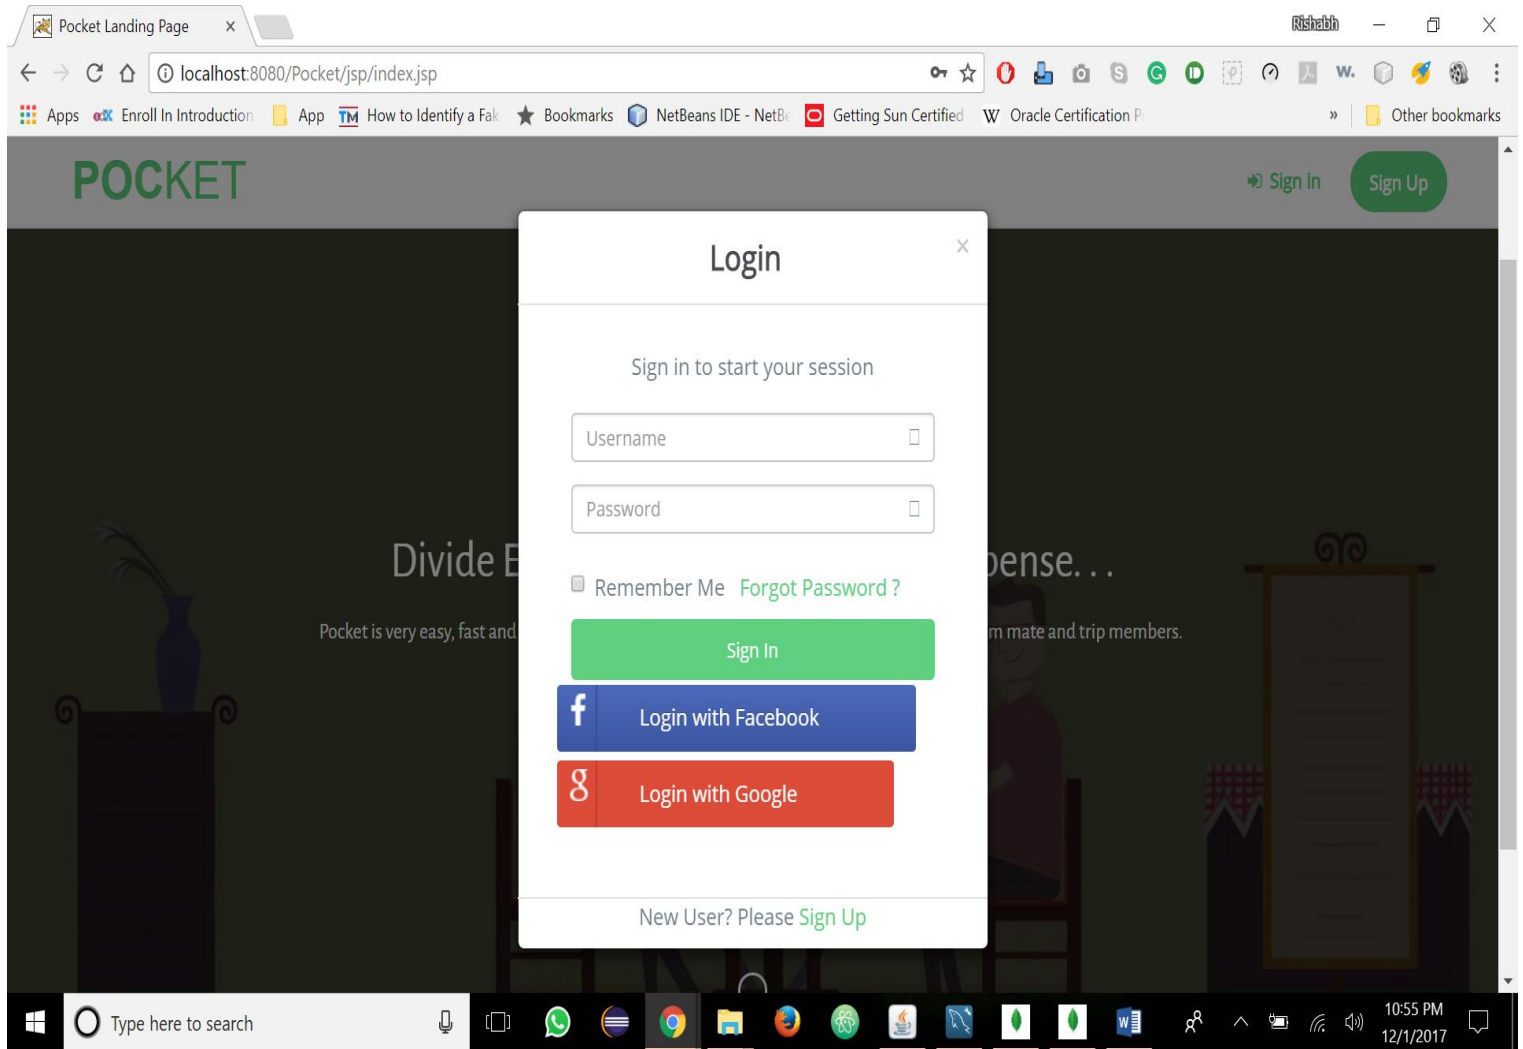 Pocket Landing Page
Rishabh
localhost:8080/Pocket/jsp/index.jsp
Apps
edX Enroll In Introduction
App
TM How to Identify a Fak
Bookmarks
NetBeans IDE - NetB
Getting Sun Certified
W Oracle Certification P
»
Other bookmarks
POCKET
Sign in
Sign Up
Login
×
Sign in to start your session
Username
Password
Divide E
pense...
Remember Me Forgot Password ?
Pocket is very easy, fast and
m mate and trip members.
Sign In
f Login with Facebook
g Login with Google
New User? Please Sign Up
Type here to search
10:55 PM
12/1/2017